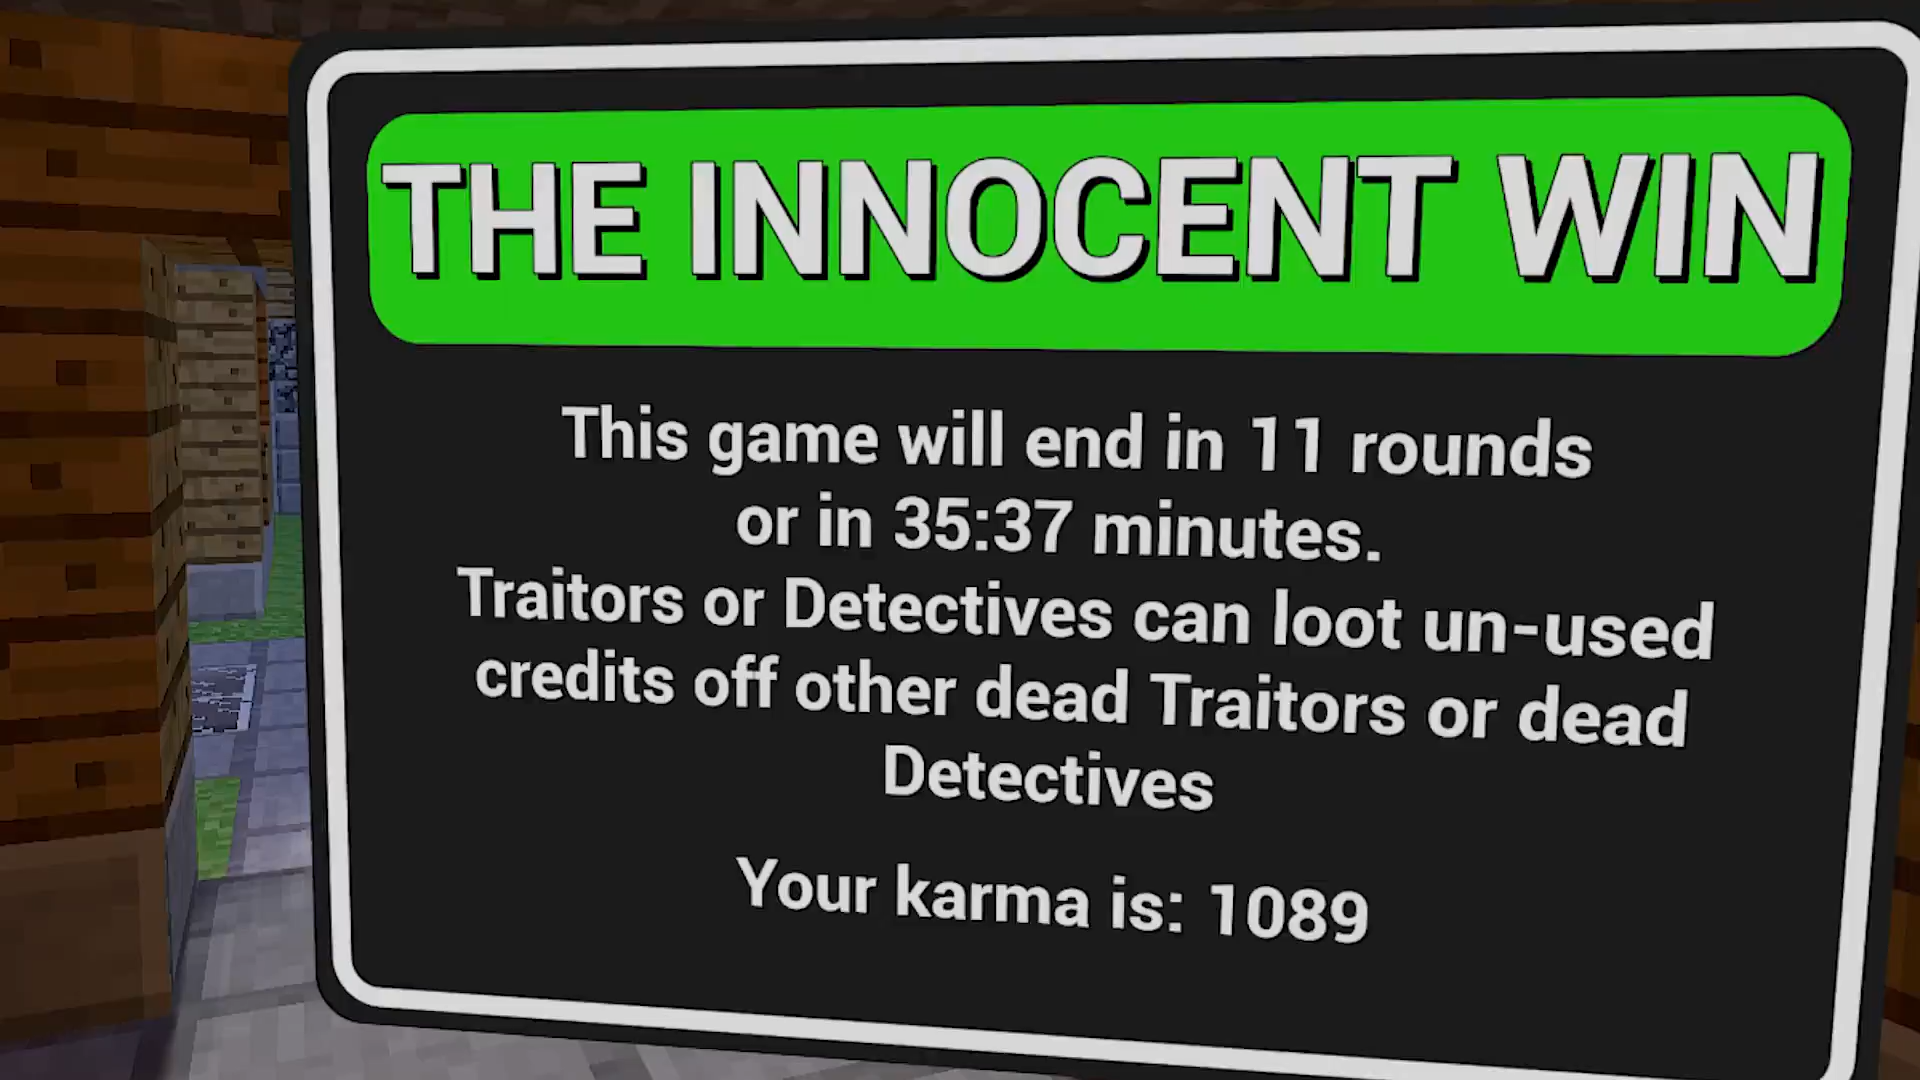 THE INNOCENT WIN
This game will end in 11 rounds
or in 35:37 minutes.
Traitors or Detectives can loot un-used
credits off other dead Traitors or dead
Detectives
Your karma is: 1089